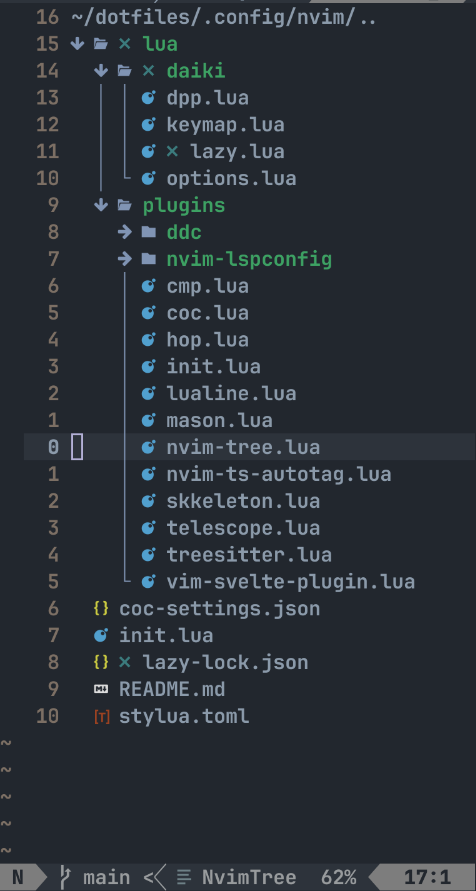 16 ~/dotfiles/.config/nvim/..
15 lua
14 daiki
13 dpp.lua
12 keymap.lua
11 lazy.lua
10 options.lua
9 plugins
8 ddc
7 nvim-lspconfig
6 cmp.lua
5 coc.lua
4 hop.lua
3 init.lua
2 lualine.lua
1 mason.lua
0 nvim-tree.lua
1 nvim-ts-autotag.lua
2 skkeleton.lua
3 telescope.lua
4 treesitter.lua
5 vim-svelte-plugin.lua
6 {} coc-settings.json
7 init.lua
8 {} lazy-lock.json
9 README.md
10 [T] stylua.toml
~
~
~
~
~
N main < NvimTree 62% 17:1